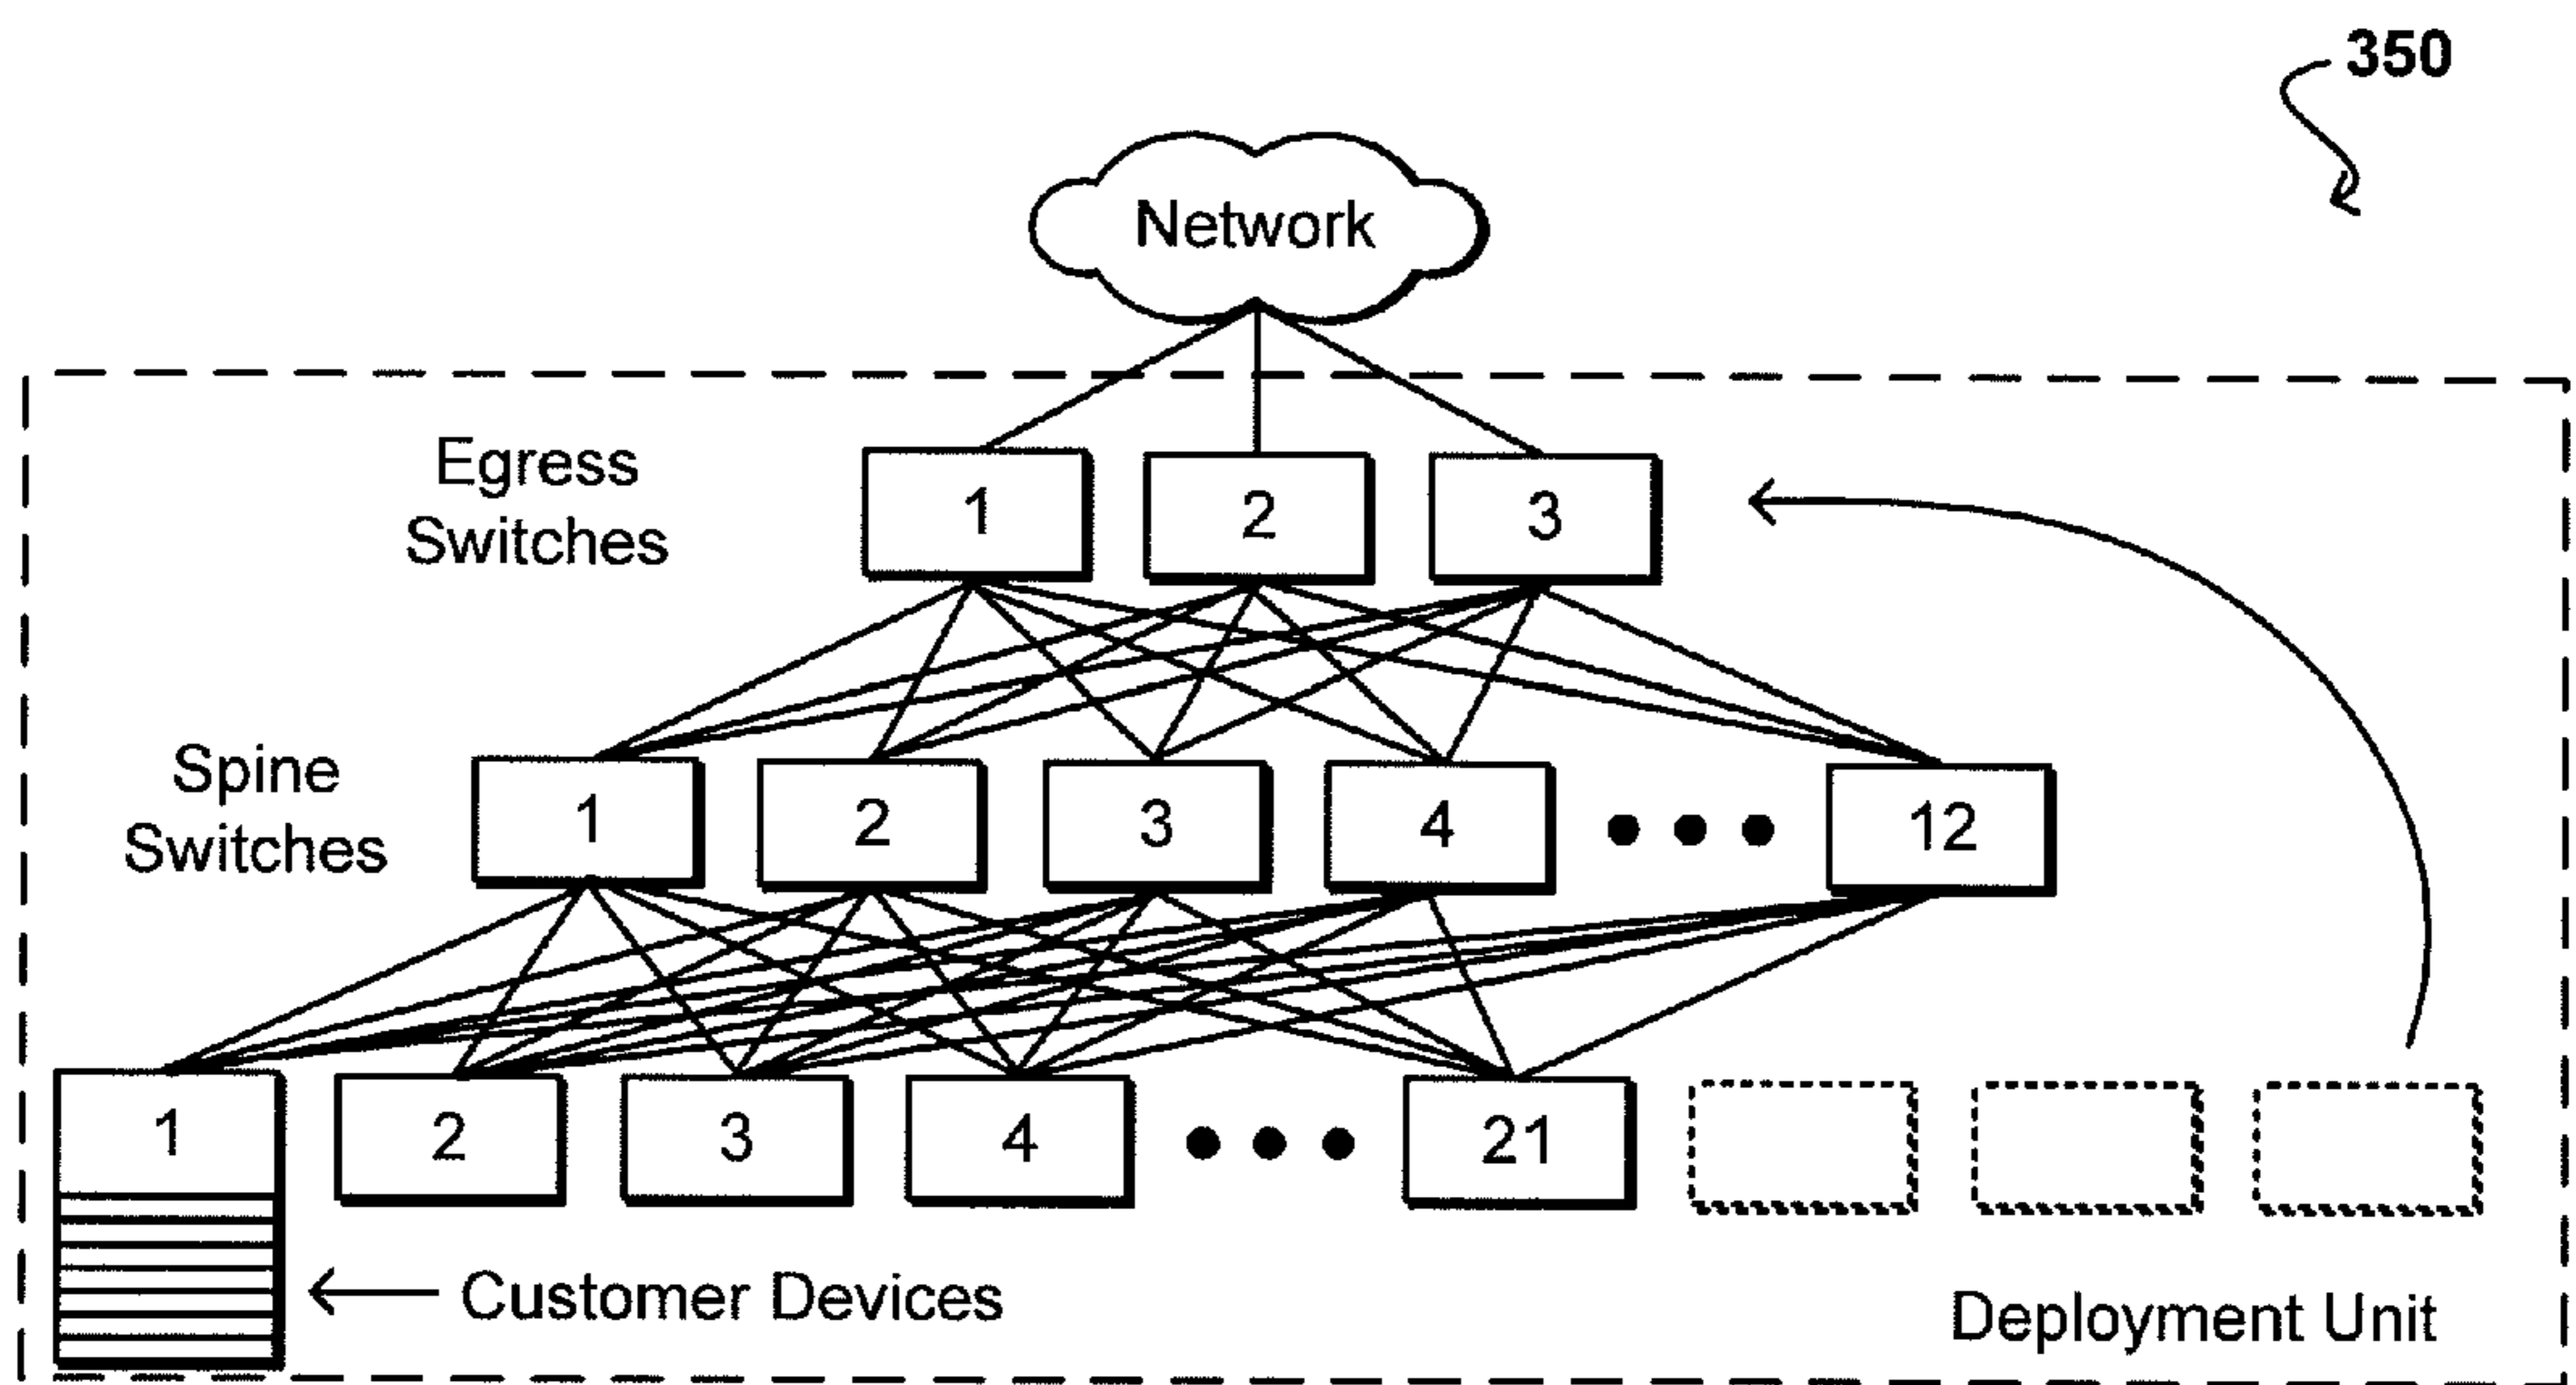 350
Network
Egress
Switches
1 2 3
Spine
Switches
1 2 3 4 12
1 2 3 4 21
Customer Devices
Deployment Unit